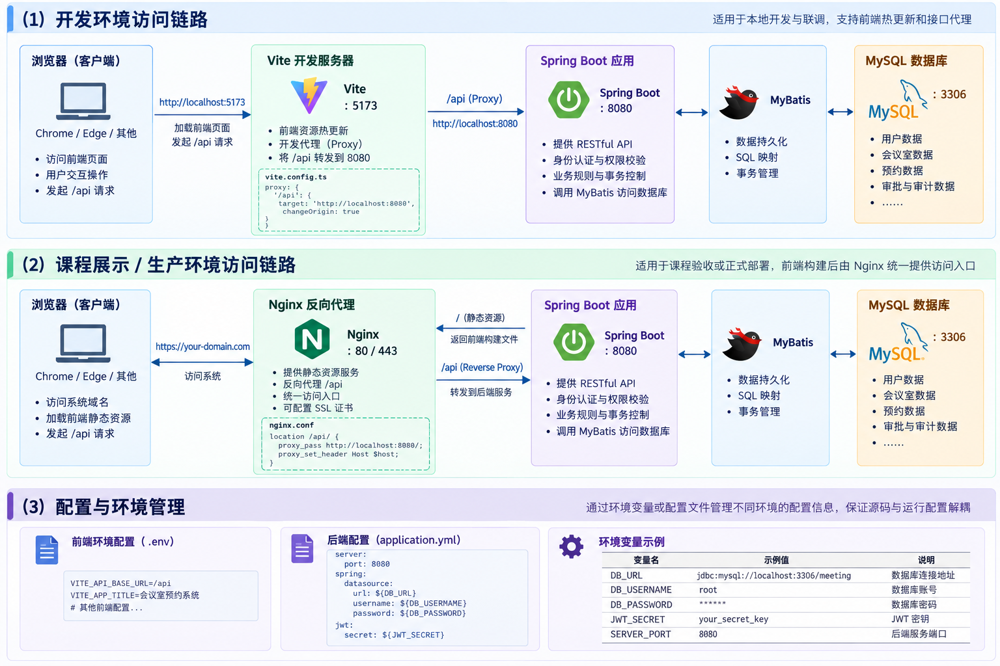 (1) 开发环境访问链路
适用于本地开发与联调，支持前端热更新和接口代理
浏览器（客户端）
Chrome / Edge / 其他
• 访问前端页面
• 用户交互操作
• 发起 /api 请求
http://localhost:5173
加载前端页面
发起 /api 请求
Vite 开发服务器
Vite
: 5173
• 前端资源热更新
• 开发代理（Proxy）
• 将 /api 转发到 8080
vite.config.ts
proxy: {
'/api': {
target: 'http://localhost:8080',
changeOrigin: true
}
}
/api (Proxy)
http://localhost:8080
Spring Boot 应用
Spring Boot
: 8080
• 提供 RESTful API
• 身份认证与权限校验
• 业务规则与事务控制
• 调用 MyBatis 访问数据库
MyBatis
• 数据持久化
• SQL 映射
• 事务管理
MySQL 数据库
MySQL
: 3306
• 用户数据
• 会议室数据
• 预约数据
• 审批与审计数据
• ……
(2) 课程展示 / 生产环境访问链路
适用于课程验收或正式部署，前端构建后由 Nginx 统一提供访问入口
浏览器（客户端）
Chrome / Edge / 其他
• 访问系统域名
• 加载前端静态资源
• 发起 /api 请求
https://your-domain.com
访问系统
Nginx 反向代理
N
Nginx
: 80 / 443
• 提供静态资源服务
• 反向代理 /api
• 统一访问入口
• 可配置 SSL 证书
nginx.conf
location /api/ {
proxy_pass http://localhost:8080/;
proxy_set_header Host $host;
}
/（静态资源）
返回前端构建文件
/api (Reverse Proxy)
转发到后端服务
Spring Boot 应用
Spring Boot
: 8080
• 提供 RESTful API
• 身份认证与权限校验
• 业务规则与事务控制
• 调用 MyBatis 访问数据库
MyBatis
• 数据持久化
• SQL 映射
• 事务管理
MySQL 数据库
MySQL
: 3306
• 用户数据
• 会议室数据
• 预约数据
• 审批与审计数据
• ……
(3) 配置与环境管理
通过环境变量或配置文件管理不同环境的配置信息，保证源码与运行配置解耦
前端环境配置（ .env）
VITE_API_BASE_URL=/api
VITE_APP_TITLE=会议室预约系统
# 其他前端配置...
后端配置（application.yml）
server:
port: 8080
spring:
datasource:
url: ${DB_URL}
username: ${DB_USERMAME}
password: ${DB_PASSWORD}
jwt:
secret: ${JWT_SECRET}
环境变量示例
变量名 示例值 说明
DB_URL jdbc:mysql://localhost:3306/meeting 数据库连接地址
DB_USERNAME root 数据库账号
DB_PASSWORD ****** 数据库密码
JWT_SECRET your_secret_key JWT 密钥
SERVER_PORT 8080 后端服务端口